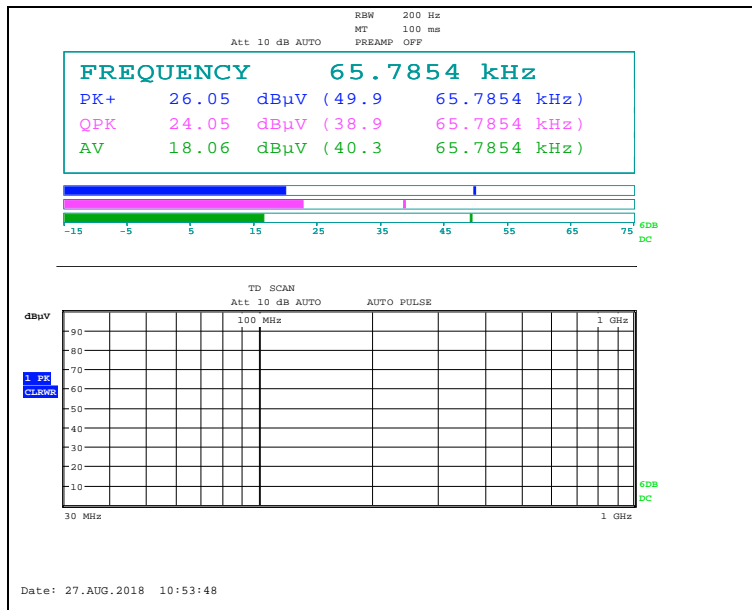 RBW 200 Hz
MT 100 ms
Att 10 dB AUTO PREAMP OFF
FREQUENCY 65.7854 kHz
PK+ 26.05 dBµV (49.9 65.7854 kHz)
QPK 24.05 dBµV (38.9 65.7854 kHz)
AV 18.06 dBµV (40.3 65.7854 kHz)
-15 -5 5 15 25 35 45 55 65 75
6DB
DC
TD SCAN
Att 10 dB AUTO AUTO PULSE
dBµV
100 MHz 1 GHz
90
80
70
1 PK
60
CLRWR
50
40
30
20
10
6DB
DC
30 MHz 1 GHz
Date: 27.AUG.2018 10:53:48